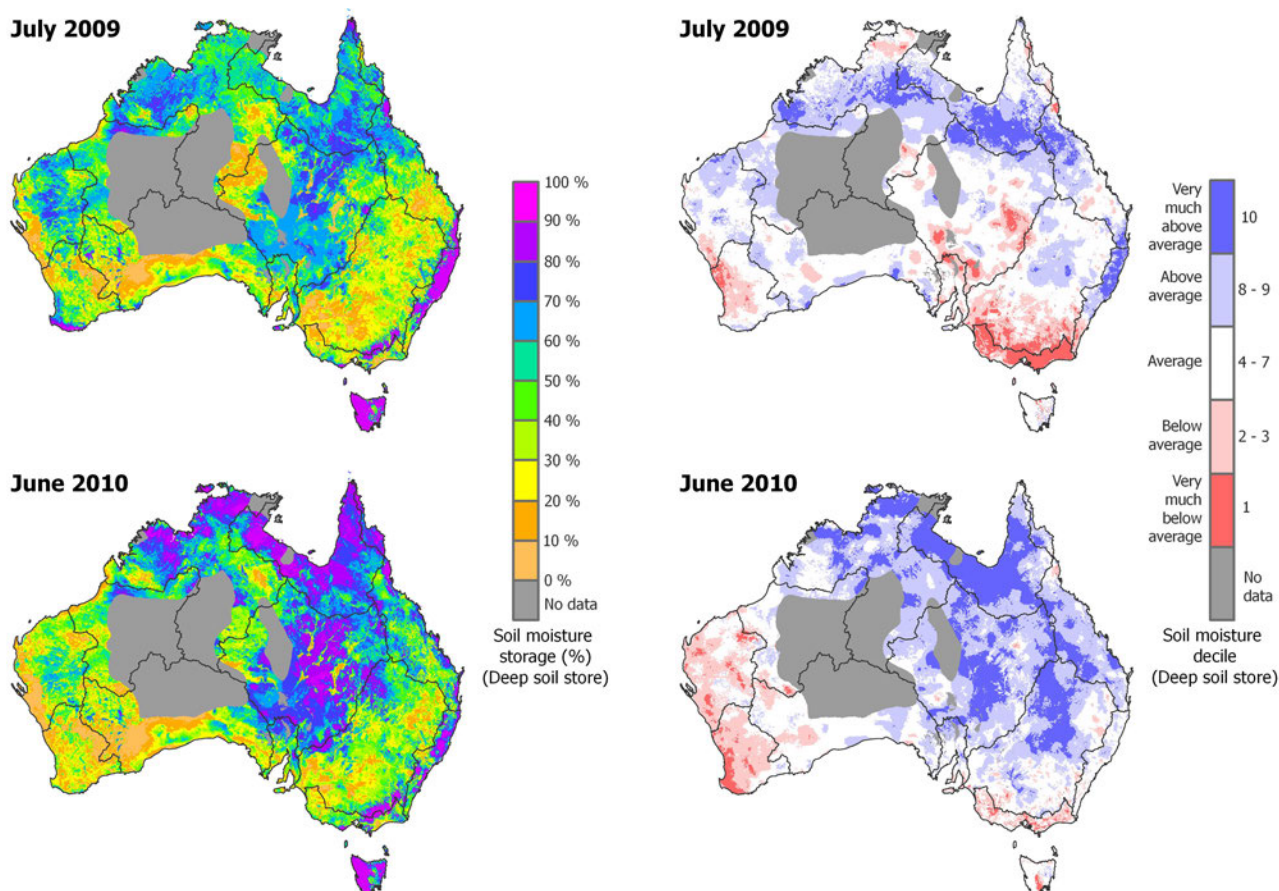 July 2009
July 2009
100 %
90 %
80 %
70 %
60 %
50 %
40 %
30 %
20 %
10 %
0 %
No data
Soil moisture
storage (%)
(Deep soil store)
Very
much
above
average
10
Above
average
8 - 9
Average
4 - 7
Below
average
2 - 3
Very
much
below
average
1
No
data
Soil moisture
decile
(Deep soil store)
June 2010
June 2010